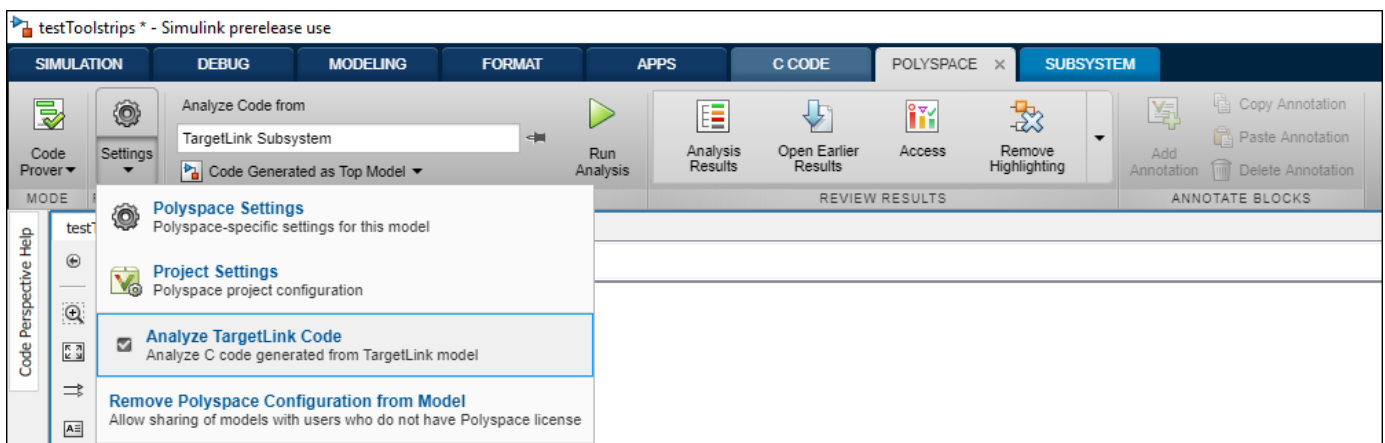 testToolstrips * - Simulink prerelease use
SIMULATION DEBUG MODELING FORMAT APPS C CODE POLYSPACE × SUBSYSTEM
Code Prover
Settings
Analyze Code from
TargetLink Subsystem
Code Generated as Top Model
Run
Analysis
Analysis
Results
Open Earlier
Results
Access
Remove
Highlighting
Add
Annotation
Copy Annotation
Paste Annotation
Delete Annotation
MODE
REVIEW RESULTS
ANNOTATE BLOCKS
Code Perspective Help
Polyspace Settings
Polyspace-specific settings for this model
Project Settings
Polyspace project configuration
Analyze TargetLink Code
Analyze C code generated from TargetLink model
Remove Polyspace Configuration from Model
Allow sharing of models with users who do not have Polyspace license